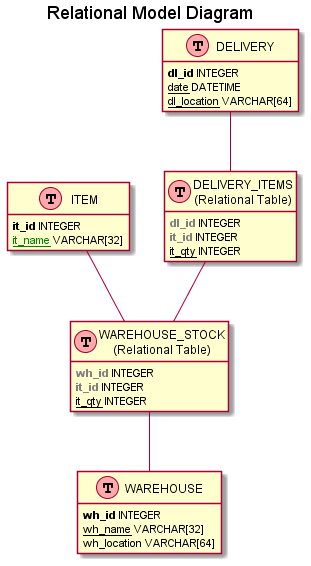 Relational Model Diagram
T DELIVERY
dl_id INTEGER
date DATETIME
dl_location VARCHAR[64]
T DELIVERY_ITEMS
(Relational Table)
dl_id INTEGER
it_id INTEGER
it_qty INTEGER
T ITEM
it_id INTEGER
it_name VARCHAR[32]
T WAREHOUSE_STOCK
(Relational Table)
wh_id INTEGER
it_id INTEGER
it_qty INTEGER
T WAREHOUSE
wh_id INTEGER
wh_name VARCHAR[32]
wh_location VARCHAR[64]